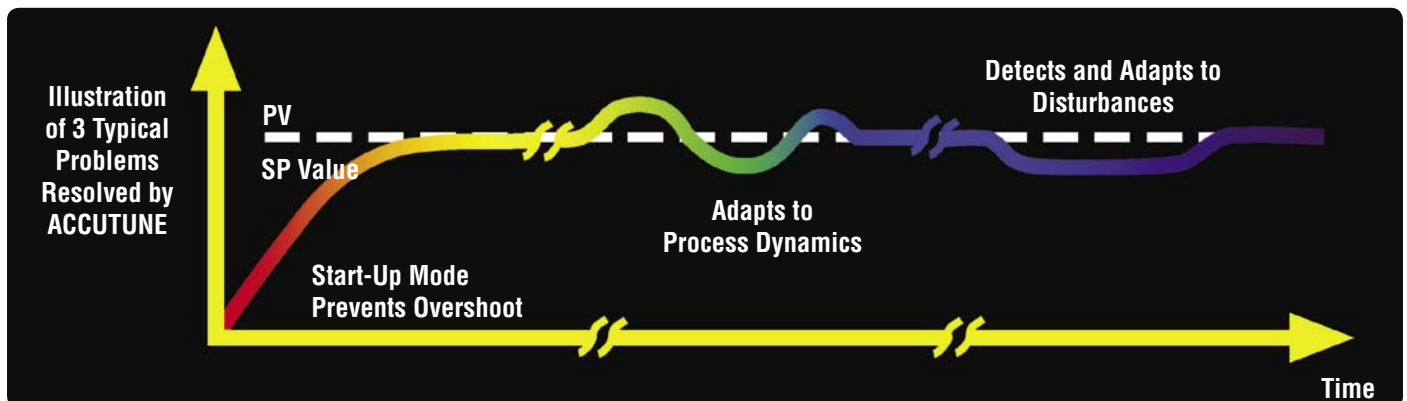 Illustration
of 3 Typical
Problems
Resolved by
ACCUTUNE
PV
SP Value
Start-Up Mode
Prevents Overshoot
Adapts to
Process Dynamics
Detects and Adapts to
Disturbances
Time